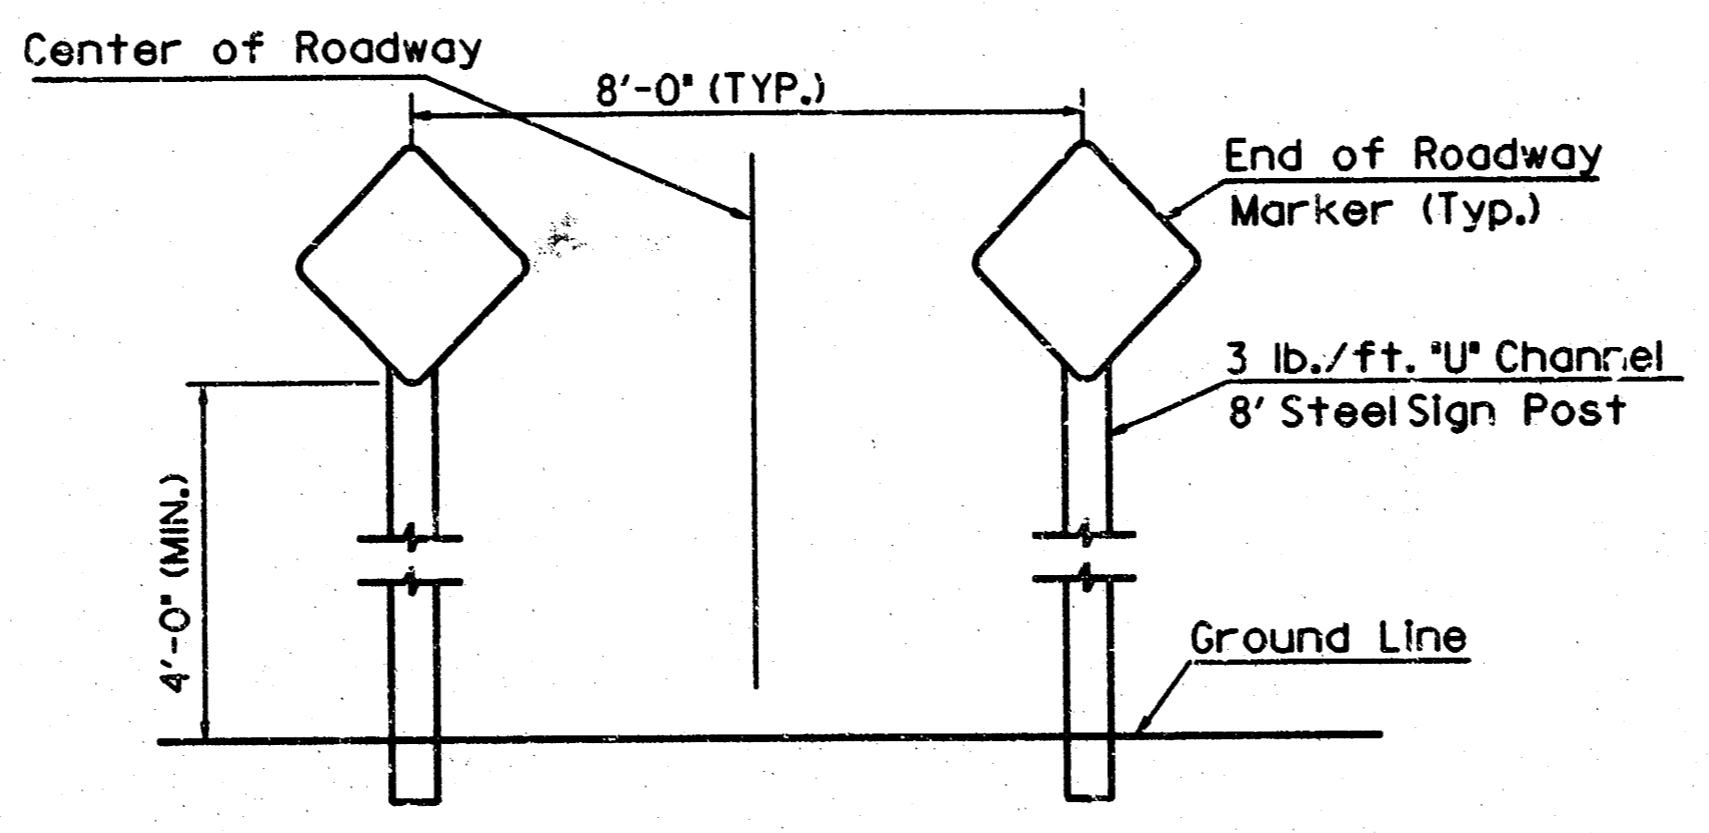 Center of Roadway
8'-0" (TYP.)
End of Roadway
Marker (Typ.)
3 lb./ft. "U" Channel
8' Steel Sign Post
4'-0" (MIN.)
Ground Line